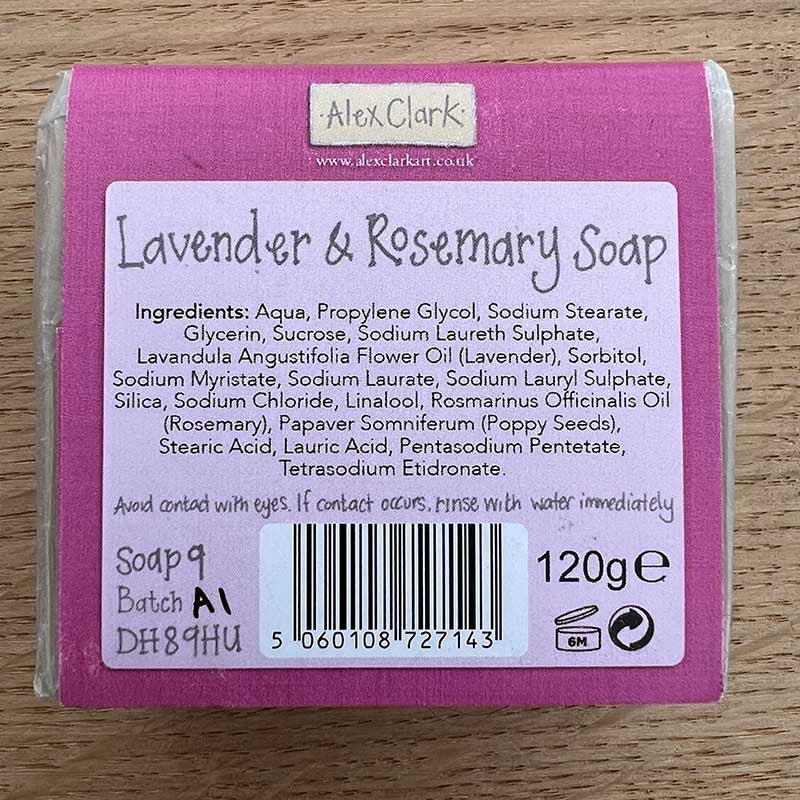 ·AlexClark·
www.alexclarkart.co.uk
Lavender & Rosemary Soap
Ingredients: Aqua, Propylene Glycol, Sodium Stearate,
Glycerin, Sucrose, Sodium Laureth Sulphate,
Lavandula Angustifolia Flower Oil (Lavender), Sorbitol,
Sodium Myristate, Sodium Laurate, Sodium Lauryl Sulphate,
Silica, Sodium Chloride, Linalool, Rosmarinus Officinalis Oil
(Rosemary), Papaver Somniferum (Poppy Seeds),
Stearic Acid, Lauric Acid, Pentasodium Pentetate,
Tetrasodium Etidronate.
Avoid contact with eyes. If contact occurs, rinse with water immediately
Soap 9
Batch A1
DH89HU
5 060108 727143
120g e
6M